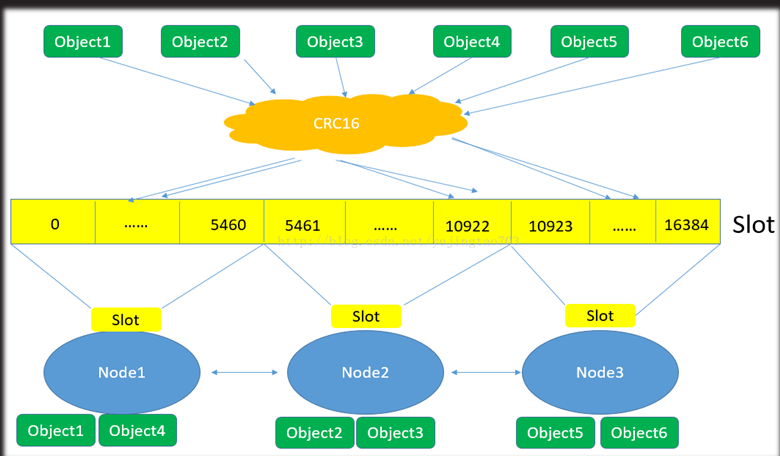 Object1 Object2 Object3 Object4 Object5 Object6
CRC16
0 ...... 5460 5461 ...... 10922 10923 ...... 16384 Slot
Slot Slot Slot
Node1 Node2 Node3
Object1 Object4 Object2 Object3 Object5 Object6